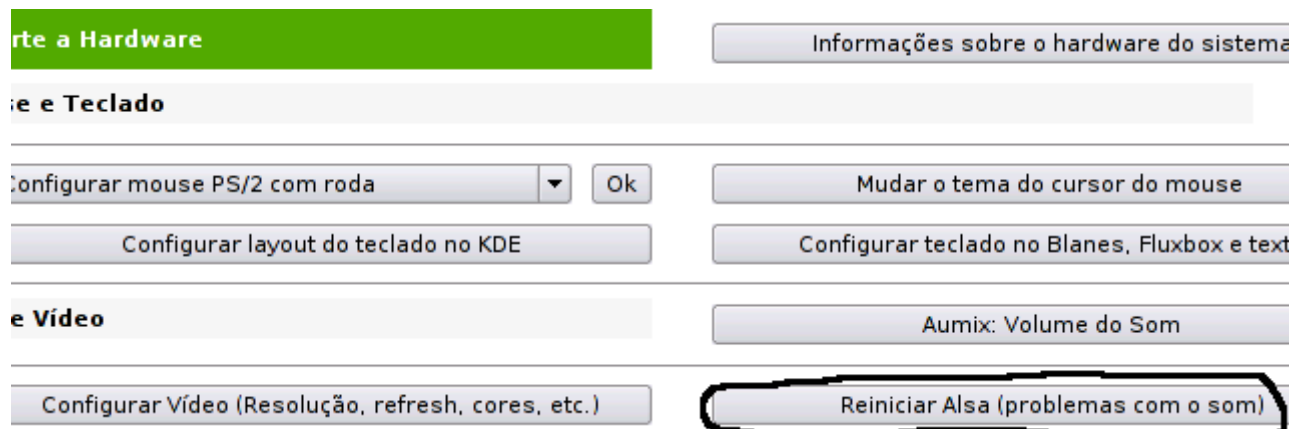 rte a Hardware
Informações sobre o hardware do sistema
e e Teclado
Configurar mouse PS/2 com roda
Ok
Mudar o tema do cursor do mouse
Configurar layout do teclado no KDE
Configurar teclado no Blanes, Fluxbox e text
e Vídeo
Aumix: Volume do Som
Configurar Vídeo (Resolução, refresh, cores, etc.)
Reiniciar Alsa (problemas com o som)